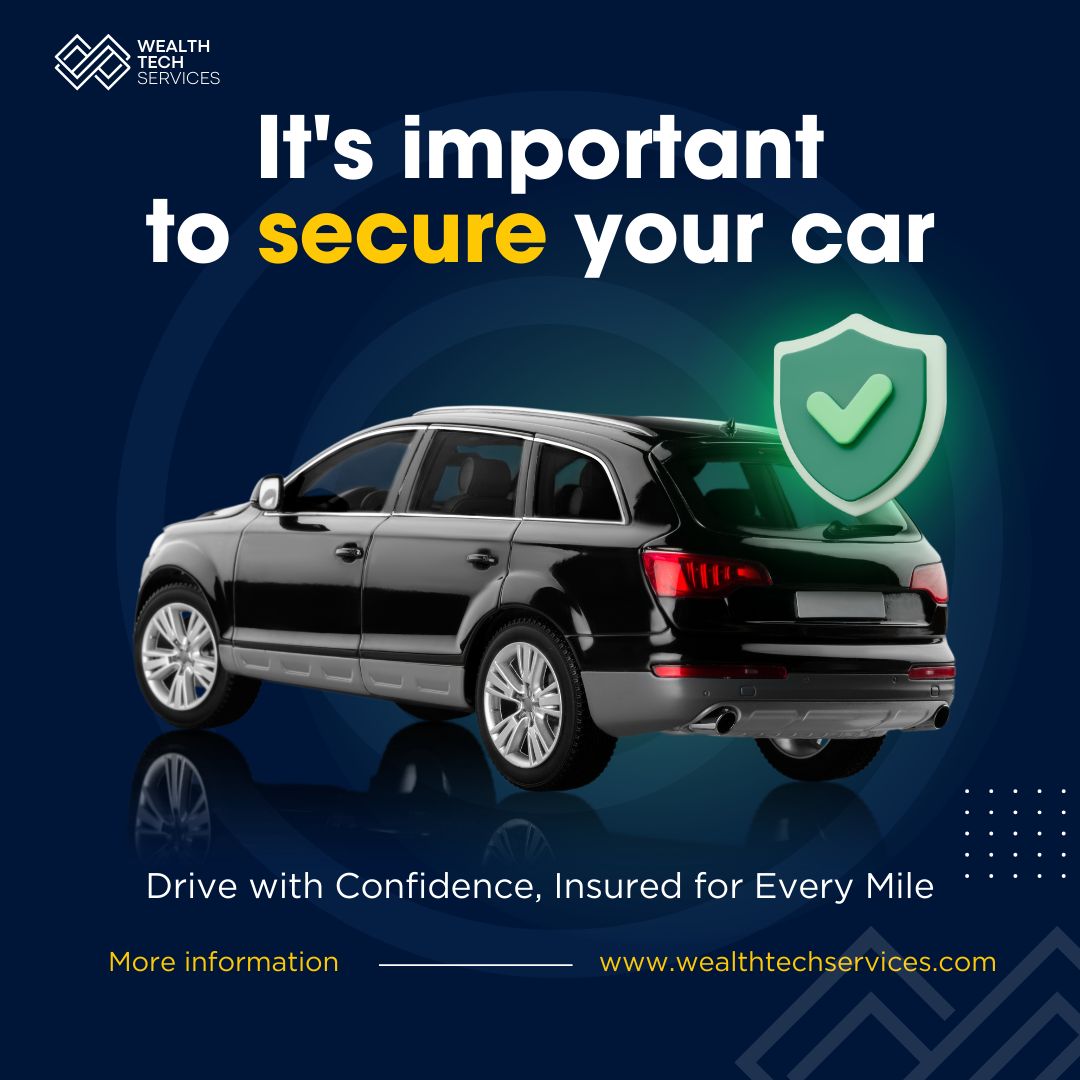 WEALTH
TECH
SERVICES
It's important
to secure your car
Drive with Confidence, Insured for Every Mile
More information
www.wealthtechservices.com